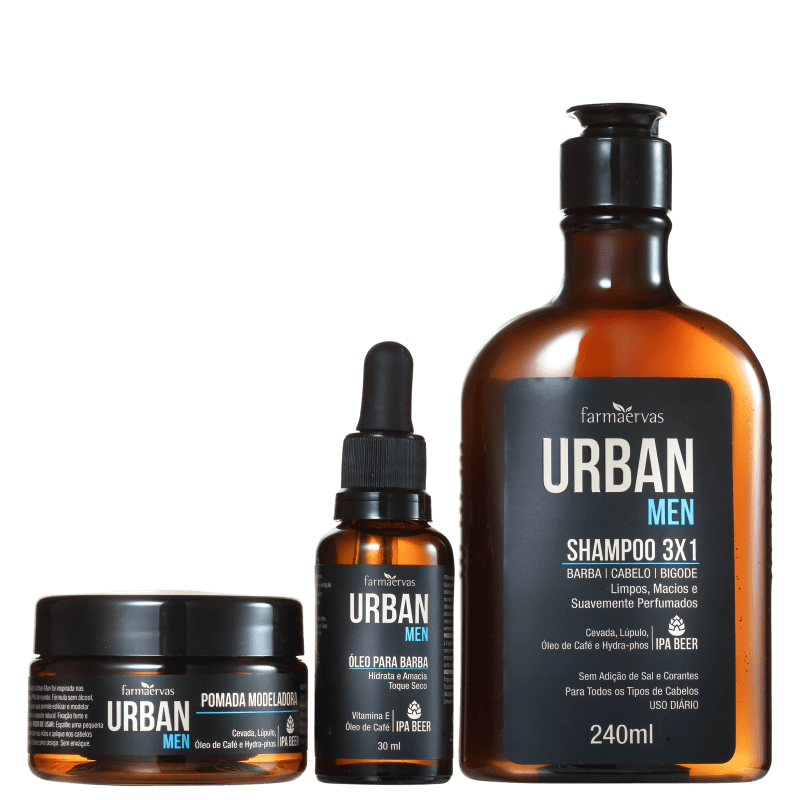 farmaervas
URBAN
MEN
POMADA MODELADORA
Cevada, Lúpulo,
Óleo de Café e Hydra-phos
IPA BEER
farmaervas
URBAN
MEN
ÓLEO PARA BARBA
Hidrata e Amacia
Toque Seco
Vitamina E
Óleo de Café
IPA BEER
30 ml
farmaervas
URBAN
MEN
SHAMPOO 3X1
BARBA | CABELO | BIGODE
Limpos, Macios e
Suavemente Perfumados
Cevada, Lúpulo,
Óleo de Café e Hydra-phos
IPA BEER
Sem Adição de Sal e Corantes
Para Todos os Tipos de Cabelos
USO DIÁRIO
240ml